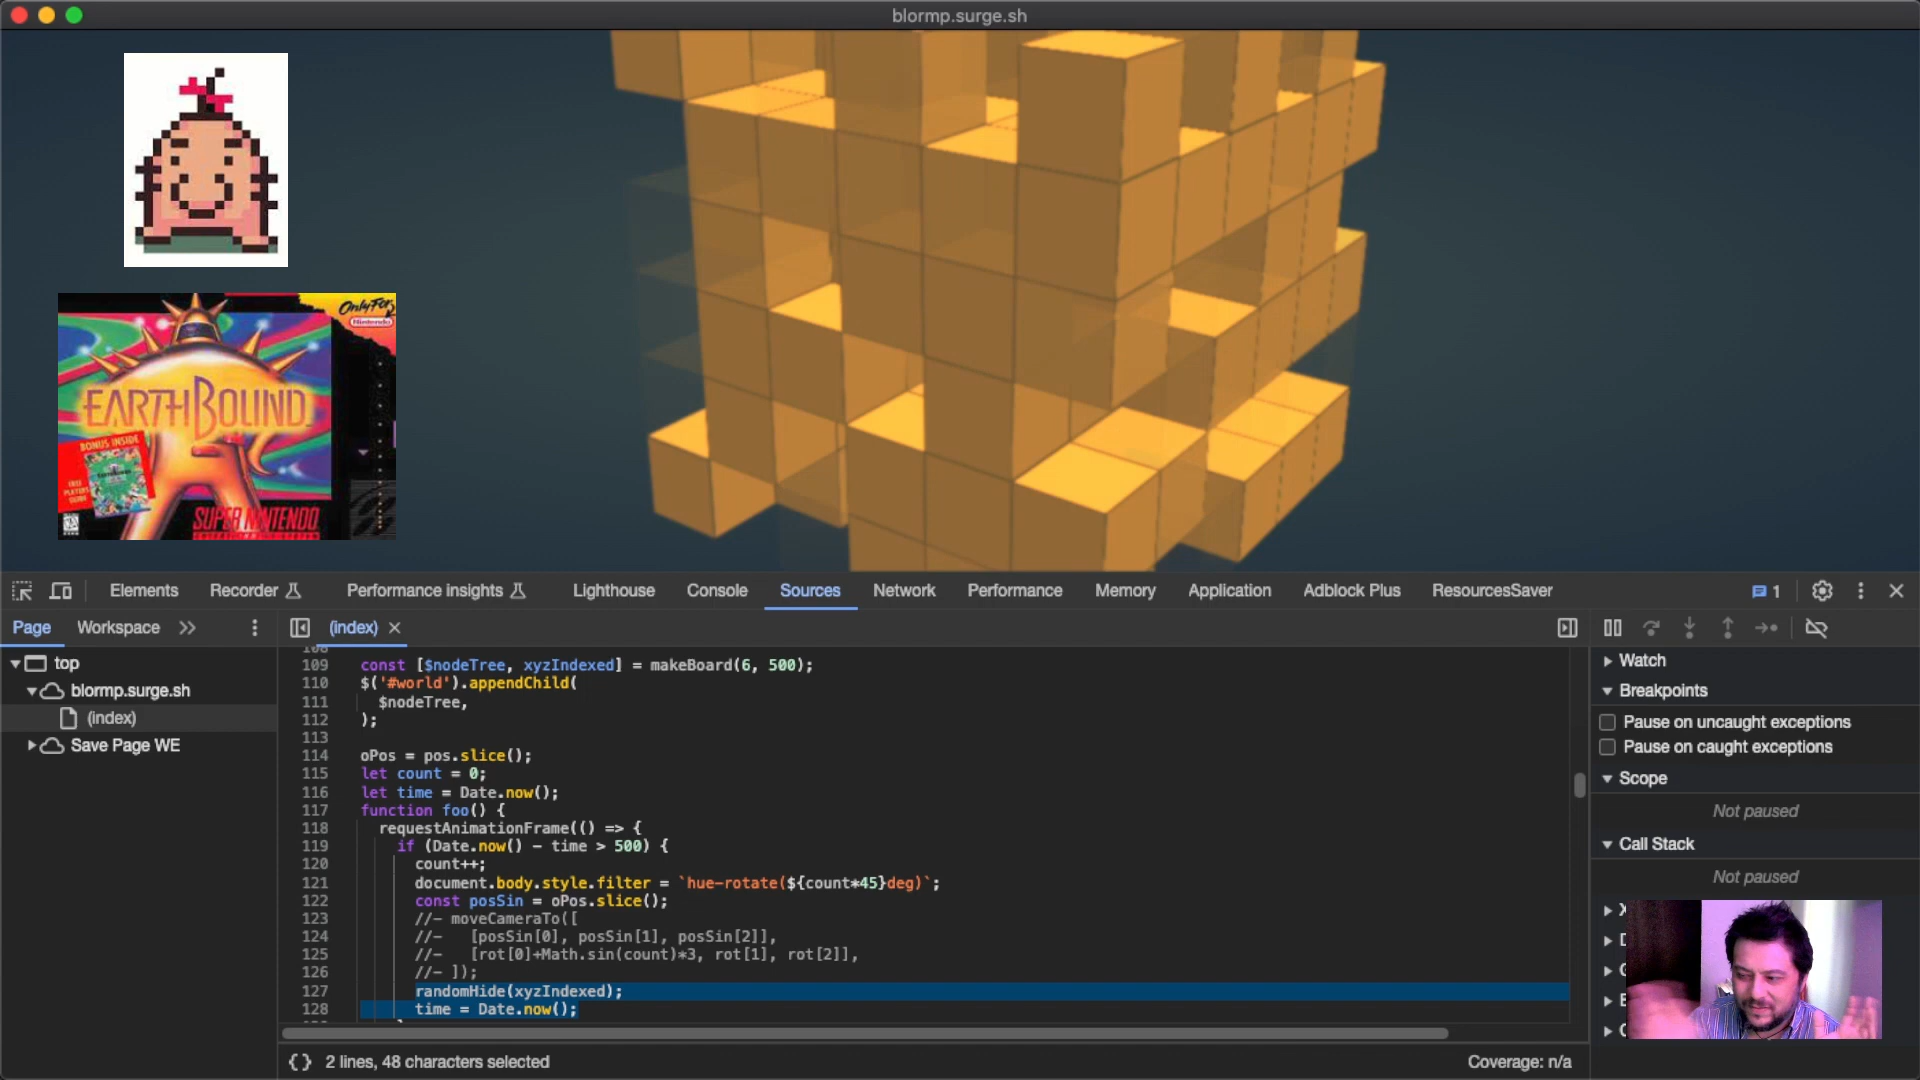 blormp.surge.sh
Only For
Nintendo
EARTHBOUND
BONUS INSIDE
FREE
PLAYERS
GUIDE
SUPER NINTENDO
Elements Recorder Performance insights Lighthouse Console Sources Network Performance Memory Application Adblock Plus ResourcesSaver 1
Page Workspace >> (index)
top
blormp.surge.sh
(index)
Save Page WE
108
109 const [$nodeTree, xyzIndexed] = makeBoard(6, 500);
110 $('#world').appendChild(
111 $nodeTree,
112 );
113
114 oPos = pos.slice();
115 let count = 0;
116 let time = Date.now();
117 function foo() {
118 requestAnimationFrame(() => {
119 if (Date.now() - time > 500) {
120 count++;
121 document.body.style.filter = `hue-rotate(${count*45}deg)`;
122 const posSin = oPos.slice();
123 //- moveCameraTo([
124 //- [posSin[0], posSin[1], posSin[2]],
125 //- [rot[0]+Math.sin(count)*3, rot[1], rot[2]],
126 //- ]);
127 randomHide(xyzIndexed);
128 time = Date.now();
{} 2 lines, 48 characters selected
Coverage: n/a
Watch
Breakpoints
Pause on uncaught exceptions
Pause on caught exceptions
Scope
Not paused
Call Stack
Not paused